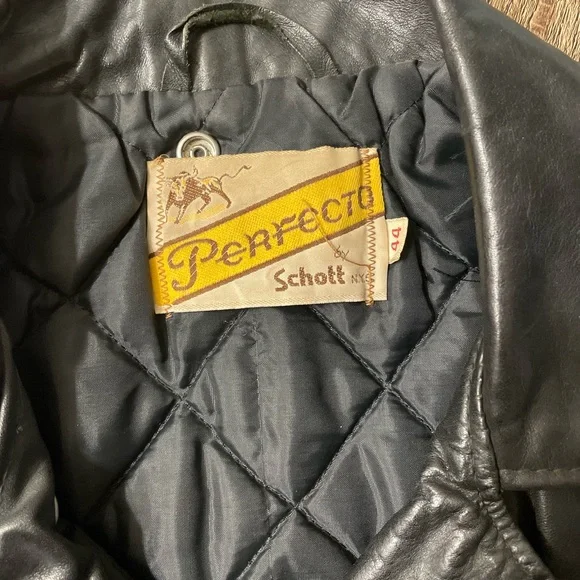 PERFECTO
by
Schott N.Y.C.
44